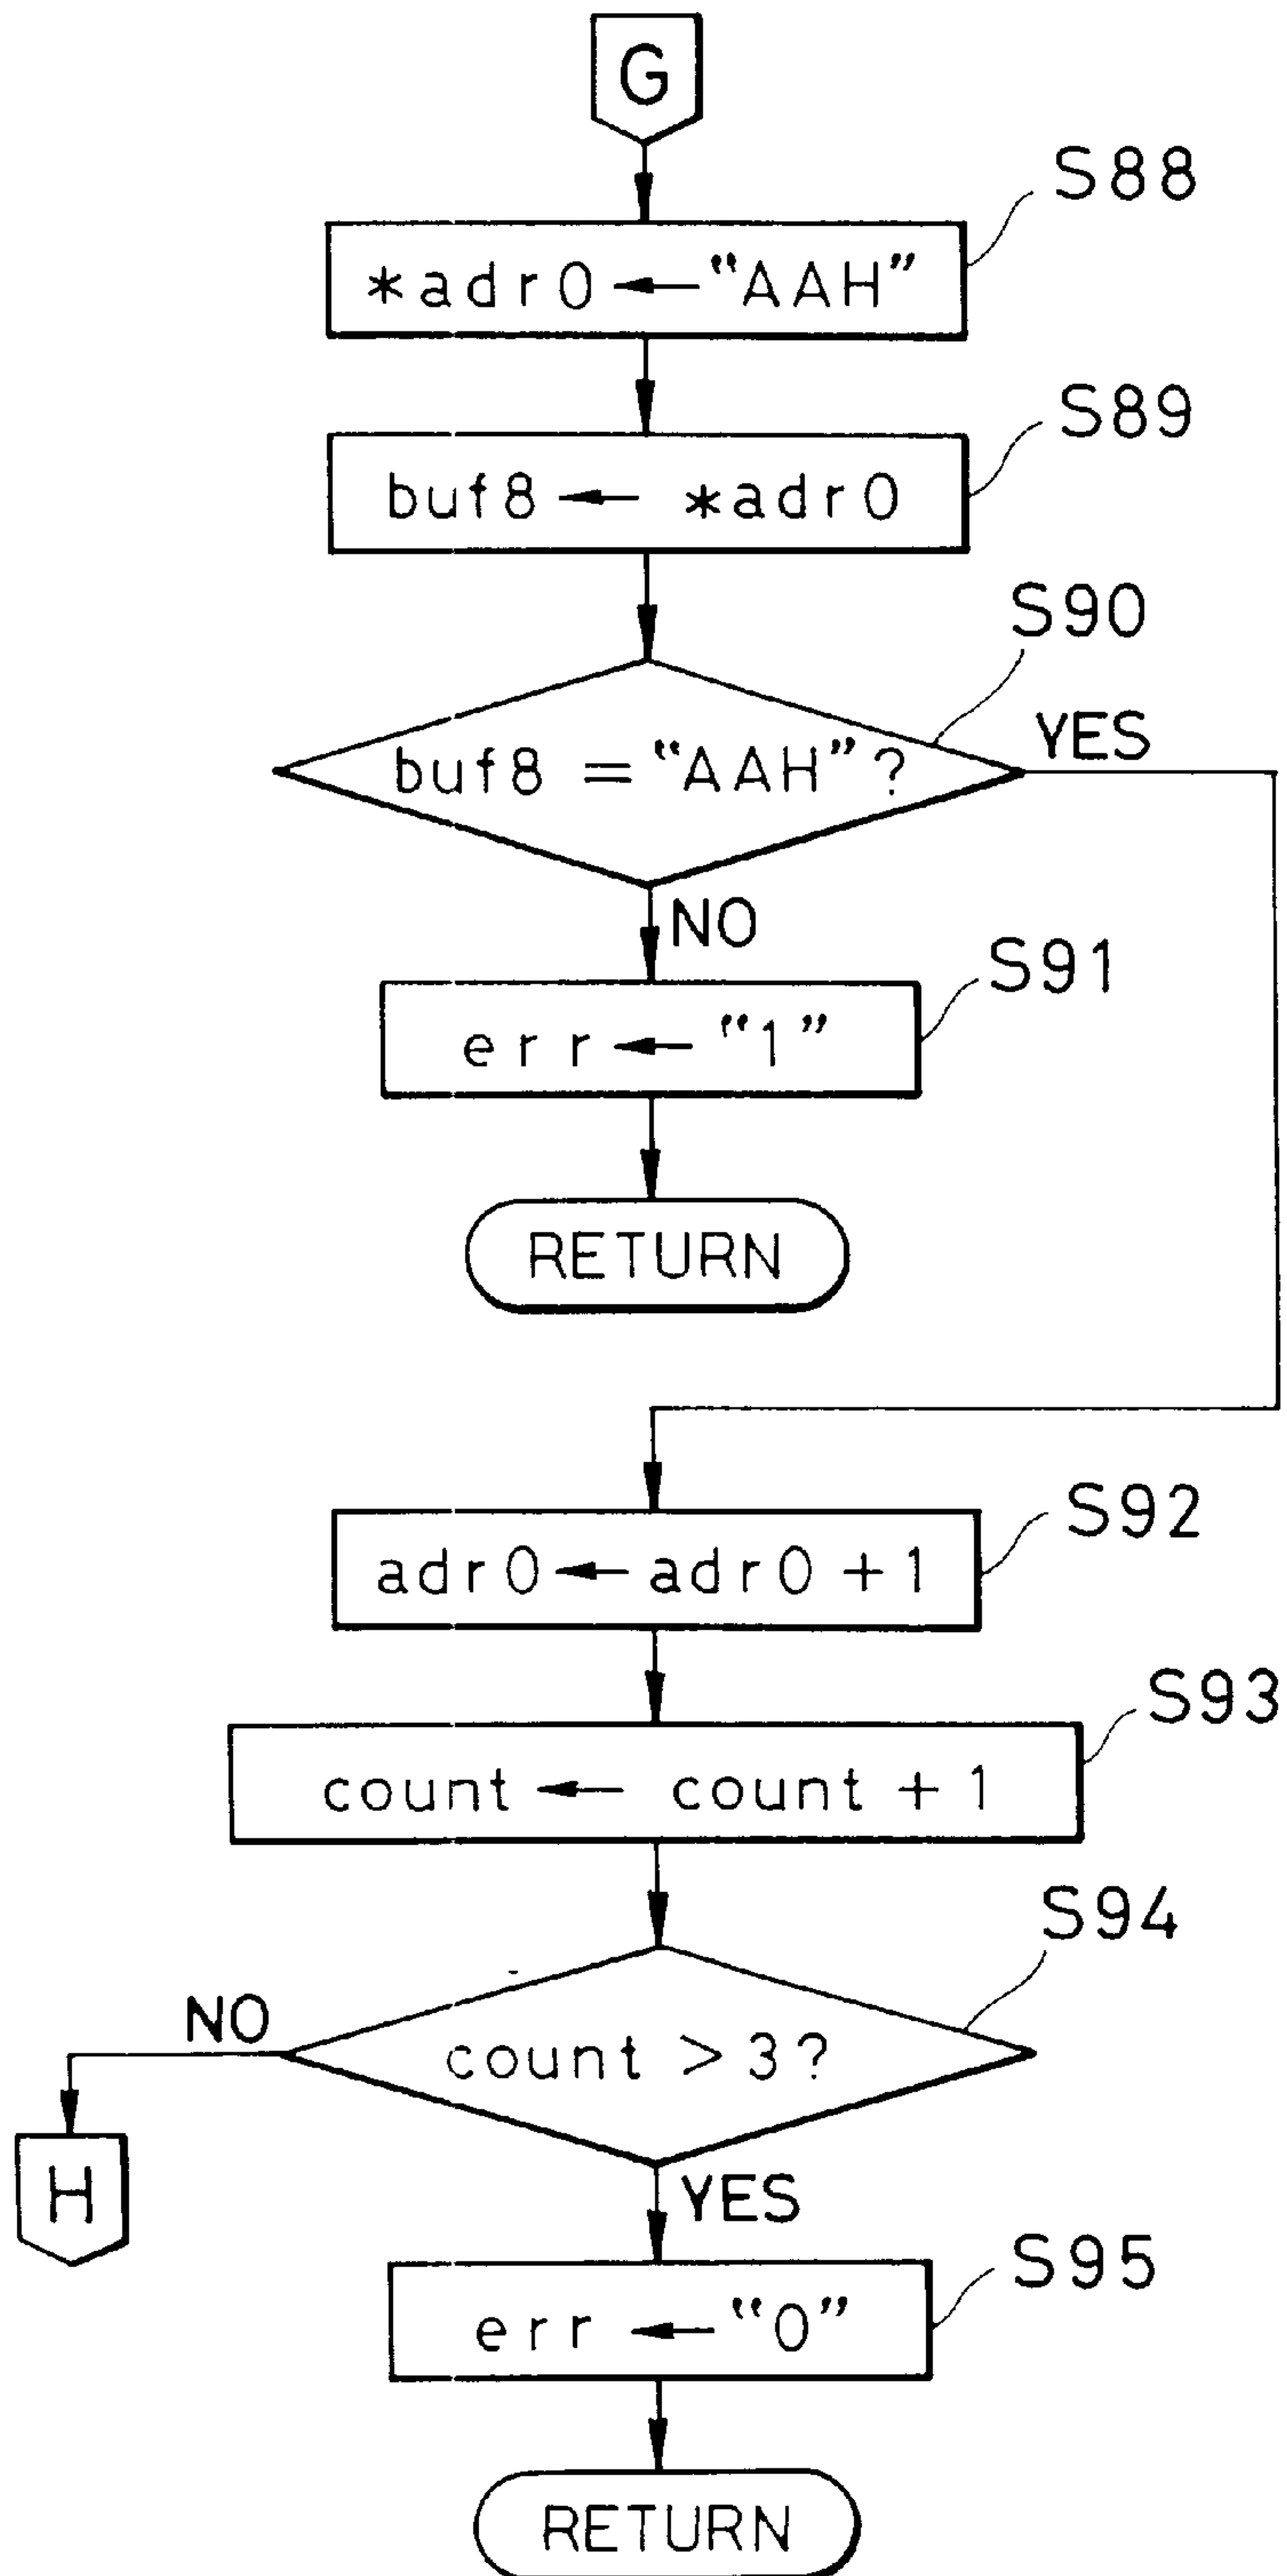 G
S88
*adr0 ← “AAH”
S89
buf8 ← *adr0
S90
buf8 = “AAH”?
YES
NO
S91
err ← “1”
RETURN
S92
adr0 ← adr0 + 1
S93
count ← count + 1
S94
NO
count > 3?
H
YES
S95
err ← “0”
RETURN